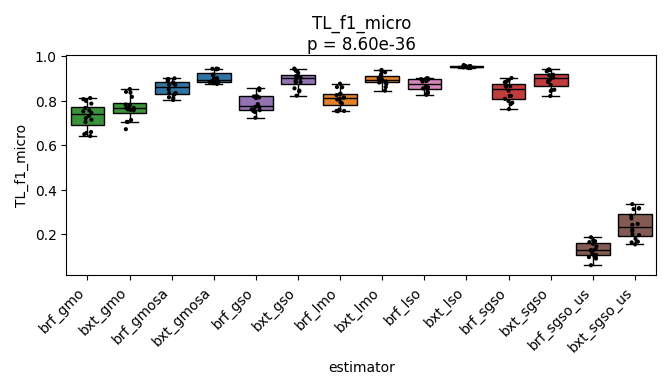 TL_f1_micro
p = 8.60e-36
TL_f1_micro
1.0
0.8
0.6
0.4
0.2
brf_gmo
bxt_gmo
brf_gmosa
bxt_gmosa
brf_gso
bxt_gso
brf_lmo
bxt_lmo
brf_lso
bxt_lso
brf_sgso
bxt_sgso
brf_sgso_us
bxt_sgso_us
estimator